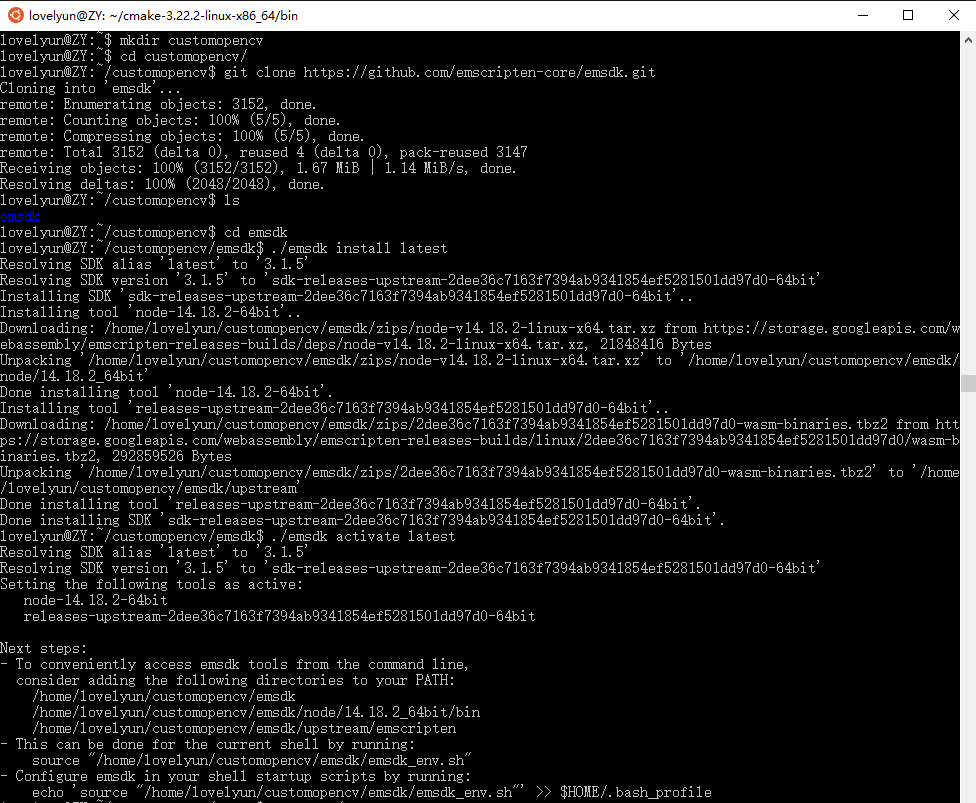 lovelyun@ZY: ~/cmake-3.22.2-linux-x86_64/bin
lovelyun@ZY:~$ mkdir customopencv
lovelyun@ZY:~$ cd customopencv/
lovelyun@ZY:~/customopencv$ git clone https://github.com/emscripten-core/emsdk.git
Cloning into 'emsdk'...
remote: Enumerating objects: 3152, done.
remote: Counting objects: 100% (5/5), done.
remote: Compressing objects: 100% (5/5), done.
remote: Total 3152 (delta 0), reused 4 (delta 0), pack-reused 3147
Receiving objects: 100% (3152/3152), 1.67 MiB | 1.14 MiB/s, done.
Resolving deltas: 100% (2048/2048), done.
lovelyun@ZY:~/customopencv$ ls
emsdk
lovelyun@ZY:~/customopencv$ cd emsdk
lovelyun@ZY:~/customopencv/emsdk$ ./emsdk install latest
Resolving SDK alias 'latest' to '3.1.5'
Resolving SDK version '3.1.5' to 'sdk-releases-upstream-2dee36c7163f7394ab9341854ef5281501dd97d0-64bit'
Installing SDK 'sdk-releases-upstream-2dee36c7163f7394ab9341854ef5281501dd97d0-64bit'..
Installing tool 'node-14.18.2-64bit'..
Downloading: /home/lovelyun/customopencv/emsdk/zips/node-v14.18.2-linux-x64.tar.xz from https://storage.googleapis.com/w
ebassembly/emscripten-releases-builds/deps/node-v14.18.2-linux-x64.tar.xz, 21848416 Bytes
Unpacking '/home/lovelyun/customopencv/emsdk/zips/node-v14.18.2-linux-x64.tar.xz' to '/home/lovelyun/customopencv/emsdk/
node/14.18.2_64bit'
Done installing tool 'node-14.18.2-64bit'.
Installing tool 'releases-upstream-2dee36c7163f7394ab9341854ef5281501dd97d0-64bit'..
Downloading: /home/lovelyun/customopencv/emsdk/zips/2dee36c7163f7394ab9341854ef5281501dd97d0-wasm-binaries.tbz2 from htt
ps://storage.googleapis.com/webassembly/emscripten-releases-builds/linux/2dee36c7163f7394ab9341854ef5281501dd97d0/wasm-b
inaries.tbz2, 292859526 Bytes
Unpacking '/home/lovelyun/customopencv/emsdk/zips/2dee36c7163f7394ab9341854ef5281501dd97d0-wasm-binaries.tbz2' to '/home
/lovelyun/customopencv/emsdk/upstream'
Done installing tool 'releases-upstream-2dee36c7163f7394ab9341854ef5281501dd97d0-64bit'.
Done installing SDK 'sdk-releases-upstream-2dee36c7163f7394ab9341854ef5281501dd97d0-64bit'.
lovelyun@ZY:~/customopencv/emsdk$ ./emsdk activate latest
Resolving SDK alias 'latest' to '3.1.5'
Resolving SDK version '3.1.5' to 'sdk-releases-upstream-2dee36c7163f7394ab9341854ef5281501dd97d0-64bit'
Setting the following tools as active:
   node-14.18.2-64bit
   releases-upstream-2dee36c7163f7394ab9341854ef5281501dd97d0-64bit

Next steps:
- To conveniently access emsdk tools from the command line,
  consider adding the following directories to your PATH:
    /home/lovelyun/customopencv/emsdk
    /home/lovelyun/customopencv/emsdk/node/14.18.2_64bit/bin
    /home/lovelyun/customopencv/emsdk/upstream/emscripten
- This can be done for the current shell by running:
    source "/home/lovelyun/customopencv/emsdk/emsdk_env.sh"
- Configure emsdk in your shell startup scripts by running:
    echo 'source "/home/lovelyun/customopencv/emsdk/emsdk_env.sh"' >> $HOME/.bash_profile